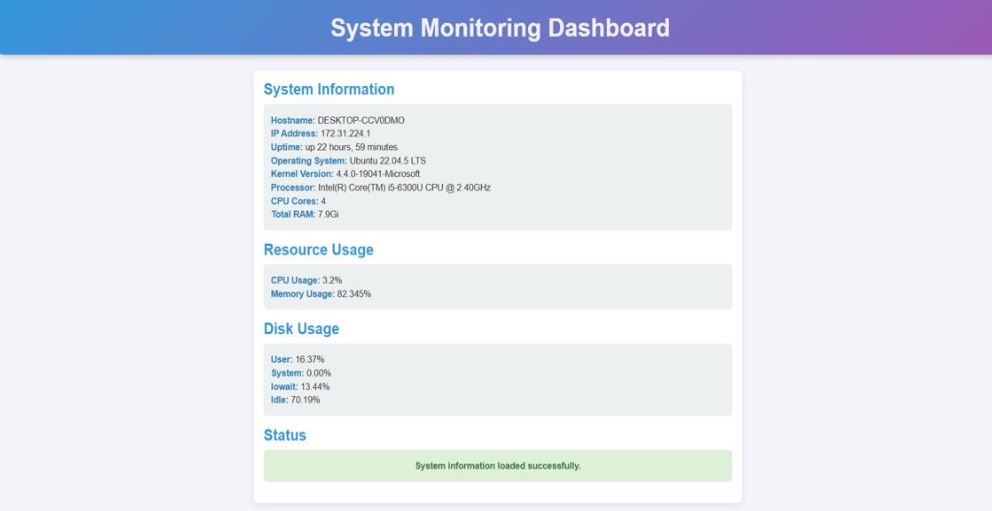 System Monitoring Dashboard
System Information
Hostname: DESKTOP-CCV0DMO
IP Address: 172.31.224.1
Uptime: up 22 hours, 59 minutes
Operating System: Ubuntu 22.04.5 LTS
Kernel Version: 4.4.0-19041-Microsoft
Processor: Intel(R) Core(TM) i5-6300U CPU @ 2.40GHz
CPU Cores: 4
Total RAM: 7.9Gi
Resource Usage
CPU Usage: 3.2%
Memory Usage: 82.345%
Disk Usage
User: 16.37%
System: 0.00%
Iowait: 13.44%
Idle: 70.19%
Status
System information loaded successfully.